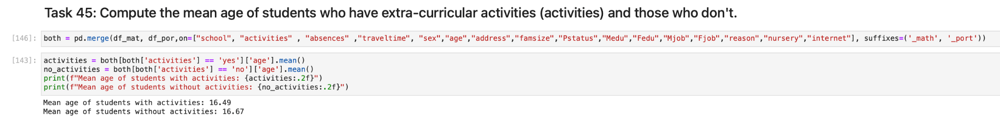 Task 45: Compute the mean age of students who have extra-curricular activities (activities) and those who don't.
[146]: both = pd.merge(df_mat, df_por,on=["school", "activities" , "absences" ,"traveltime", "sex","age","address","famsize","Pstatus","Medu","Fedu","Mjob","Fjob","reason","nursery","internet"], suffixes=('_math', '_port'))
[143]: activities = both[both['activities'] == 'yes']['age'].mean()
no_activities = both[both['activities'] == 'no']['age'].mean()
print(f"Mean age of students with activities: {activities:.2f}")
print(f"Mean age of students without activities: {no_activities:.2f}")
Mean age of students with activities: 16.49
Mean age of students without activities: 16.67